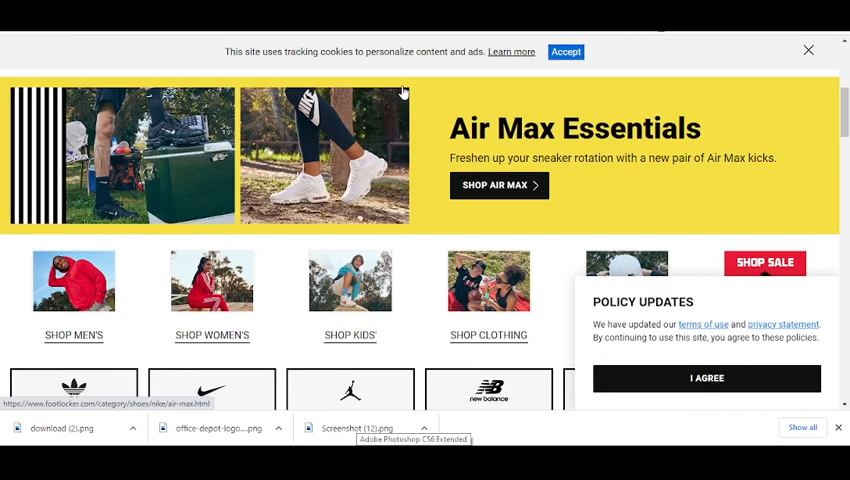 This site uses tracking cookies to personalize content and ads. Learn more Accept
Air Max Essentials
Freshen up your sneaker rotation with a new pair of Air Max kicks.
SHOP AIR MAX
SHOP SALE
SHOP MEN'S SHOP WOMEN'S SHOP KIDS' SHOP CLOTHING
POLICY UPDATES
We have updated our terms of use and privacy statement.
By continuing to use this site, you agree to these policies.
I AGREE
new balance
https://www.footlocker.com/category/shoes/nike/air-max.html
download (2).png office-depot-logo....png Screenshot (12).png Show all
Adobe Photoshop CS6 Extended